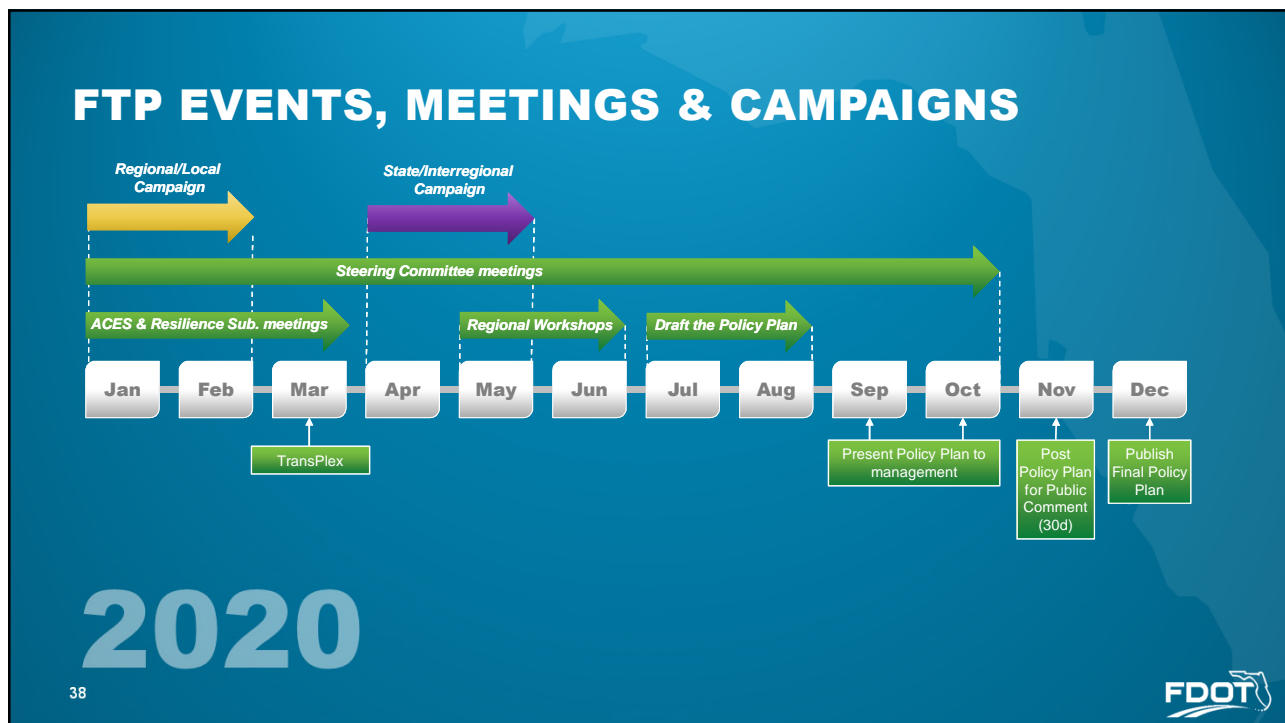 FTP EVENTS, MEETINGS & CAMPAIGNS
Regional/Local
Campaign
State/Interregional
Campaign
Steering Committee meetings
ACES & Resilience Sub. meetings
Regional Workshops
Draft the Policy Plan
Jan
Feb
Mar
Apr
May
Jun
Jul
Aug
Sep
Oct
Nov
Dec
TransPlex
Present Policy Plan to
management
Post
Policy Plan
for Public
Comment
(30d)
Publish
Final Policy
Plan
2020
38
FDOT